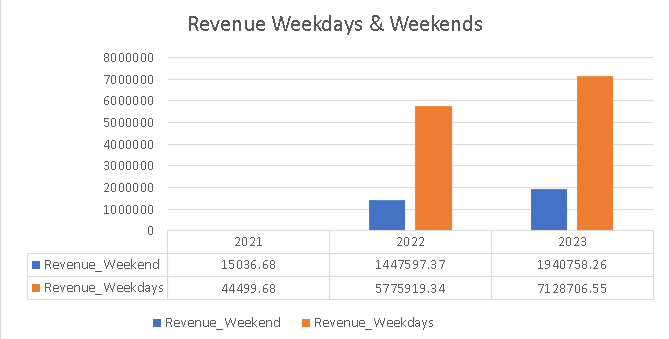 Revenue Weekdays & Weekends
8000000
7000000
6000000
5000000
4000000
3000000
2000000
1000000
0
2021 2022 2023
Revenue_Weekend 15036.68 1447597.37 1940758.26
Revenue_Weekdays 44499.68 5775919.34 7128706.55
Revenue_Weekend Revenue_Weekdays